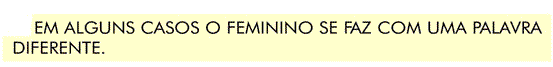 EM ALGUNS CASOS O FEMININO SE FAZ COM UMA PALAVRA
DIFERENTE.